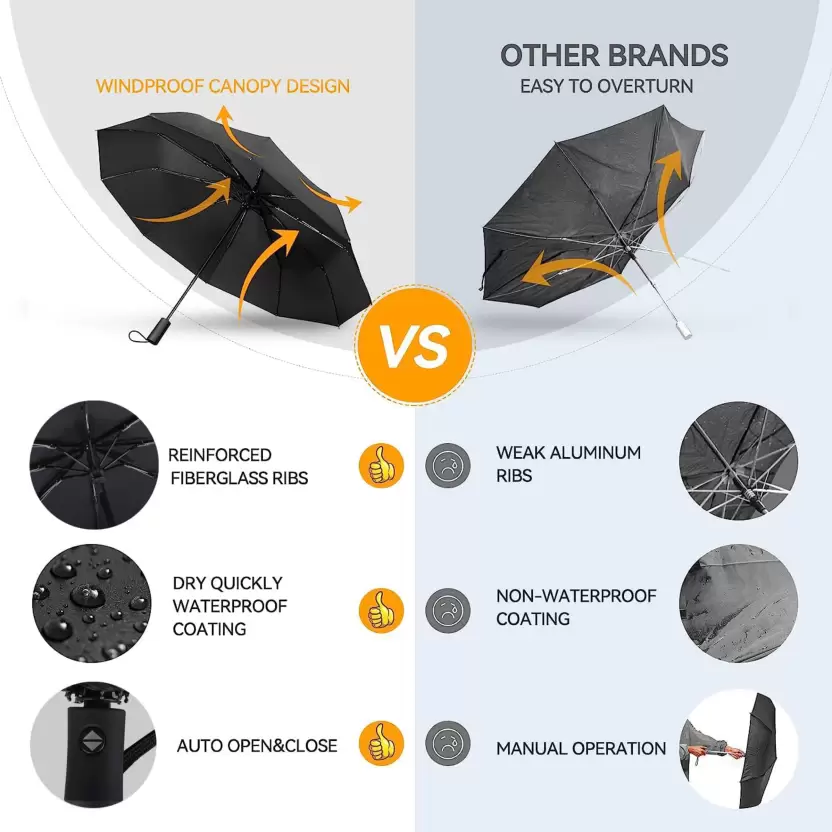 WINDPROOF CANOPY DESIGN
OTHER BRANDS
EASY TO OVERTURN
VS
REINFORCED
FIBERGLASS RIBS
WEAK ALUMINUM
RIBS
DRY QUICKLY
WATERPROOF
COATING
NON-WATERPROOF
COATING
AUTO OPEN&CLOSE
MANUAL OPERATION